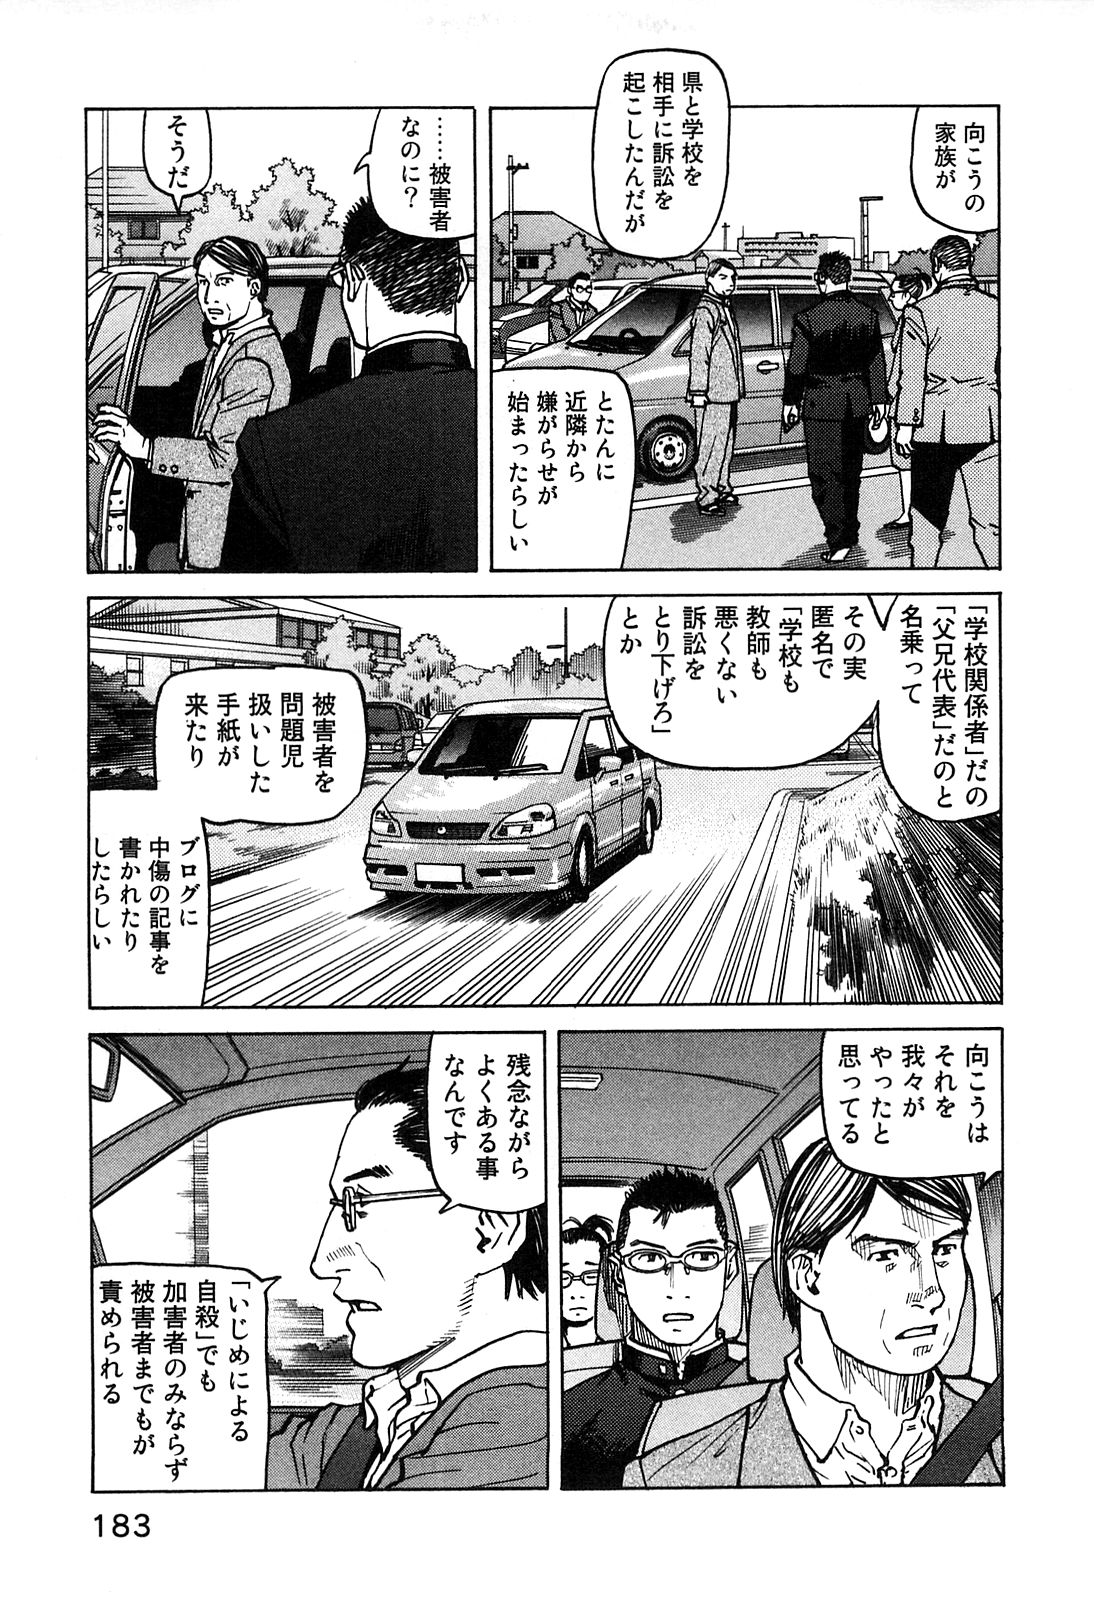 向こうの
家族が
県と学校を
相手に訴訟を
起こしたんだが
とたんに
近隣から
嫌がらせが
始まったらしい
……被害者
なのに?
そうだ
「学校関係者」だの
「父兄代表」だのと
名乗って
その実
匿名で
「学校も
教師も
悪くない
訴訟を
とり下げろ」
とか
被害者を
問題児
扱いした
手紙が
来たり
ブログに
中傷の記事を
書かれたり
したらしい
向こうは
それを
我々が
やったと
思ってる
残念ながら
よくある事
なんです
「いじめによる
自殺」でも
加害者のみならず
被害者までもが
責められる
183